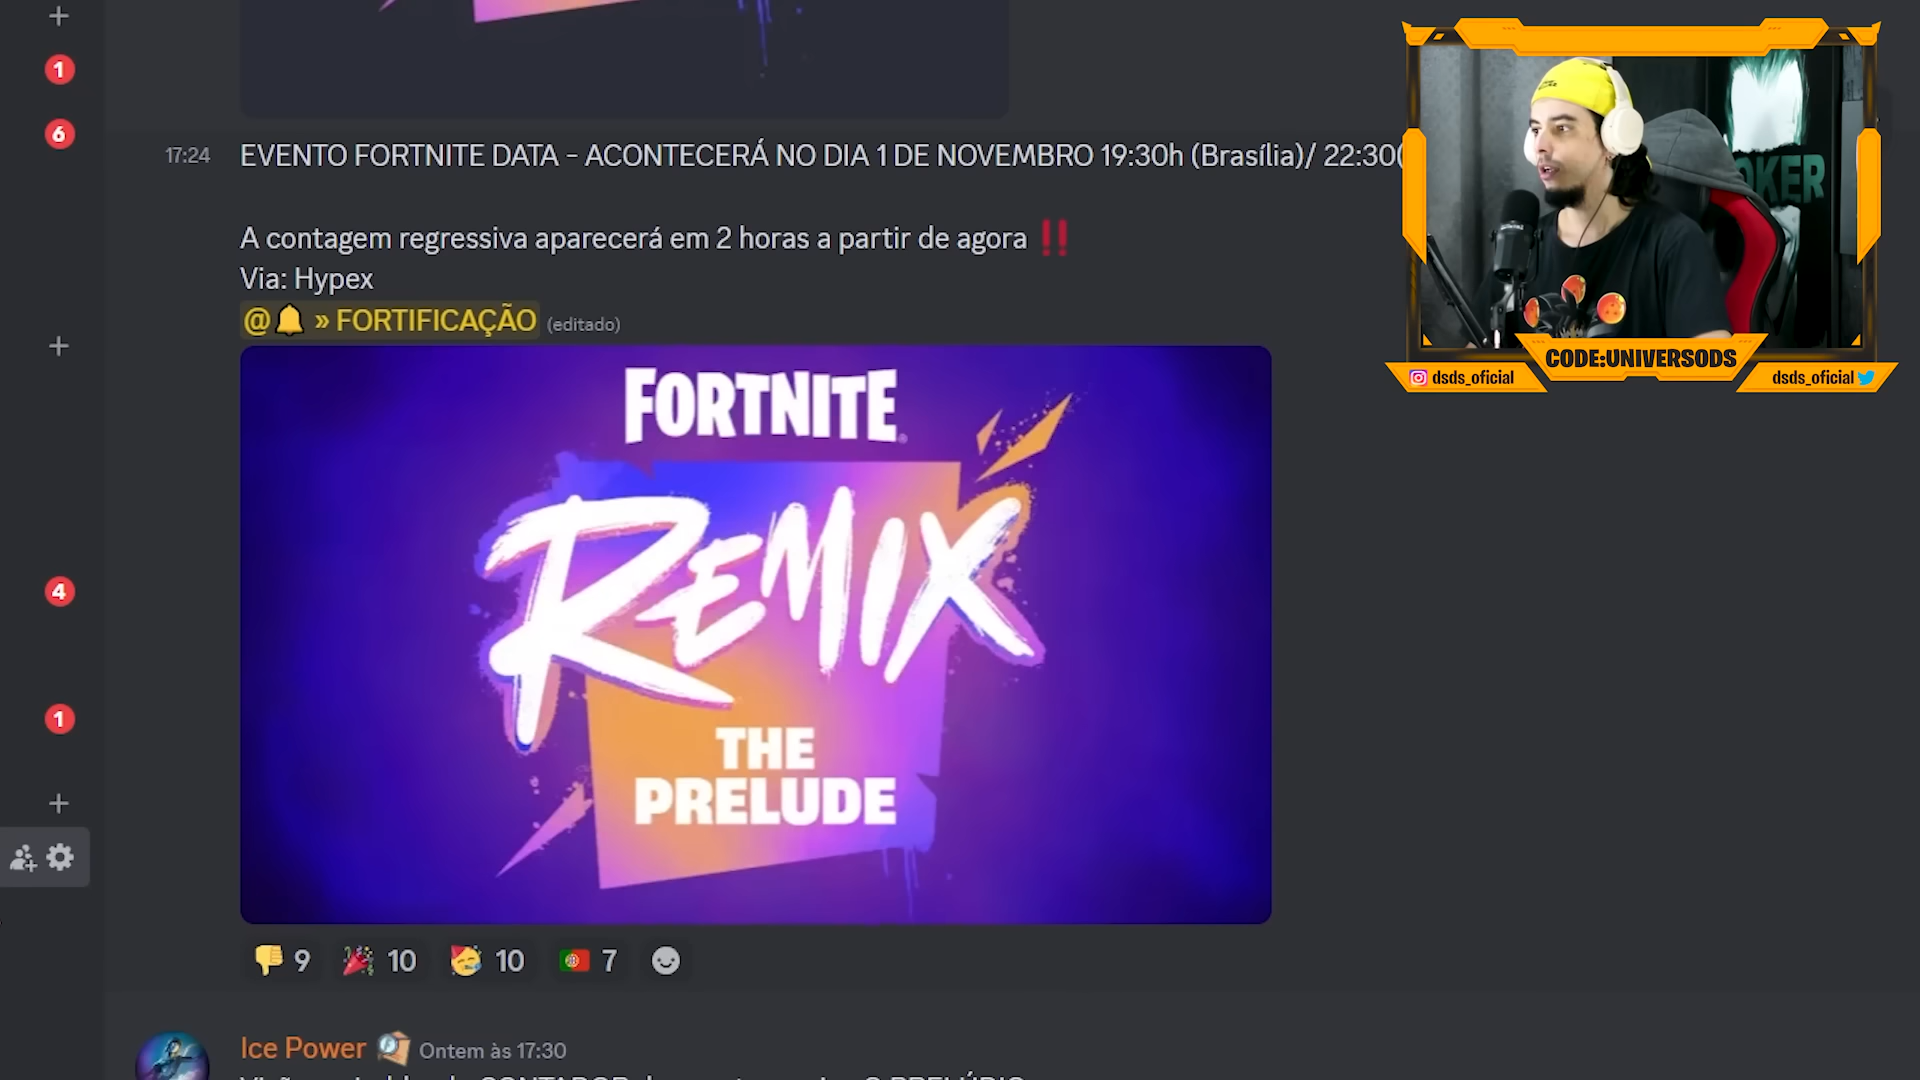 1
6
17:24 EVENTO FORTNITE DATA - ACONTECERÁ NO DIA 1 DE NOVEMBRO 19:30h (Brasília)/ 22:30(
A contagem regressiva aparecerá em 2 horas a partir de agora ‼️
Via: Hypex
@🔔 » FORTIFICAÇÃO (editado)
FORTNITE
REMIX
THE
PRELUDE
4
1
👎 9 🎉 10 🥳 10 🇵🇹 7
Ice Power Ontem às 17:30
OKER
CODE:UNIVERSODS
dsds_oficial
dsds_oficial